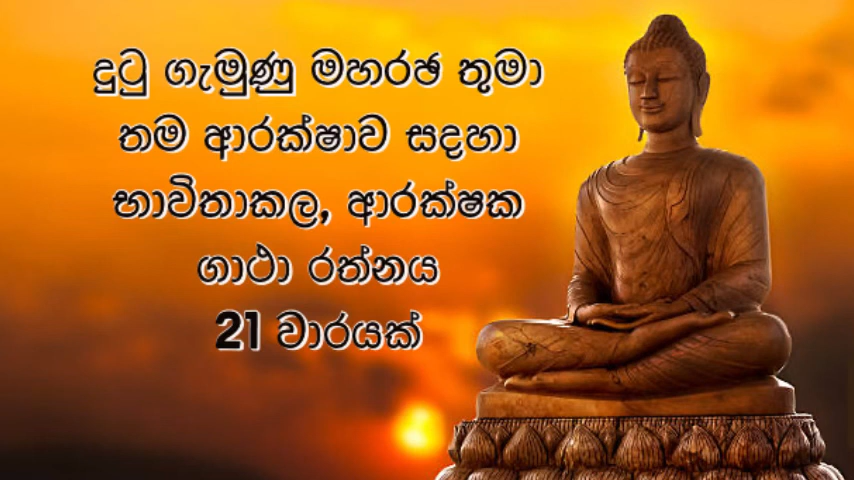 දුටු ගැමුණු මහරජ තුමා
තම ආරක්ෂාව සදහා
භාවිතාකල, ආරක්ෂක
ගාථා රත්නය
21 වාරයක්